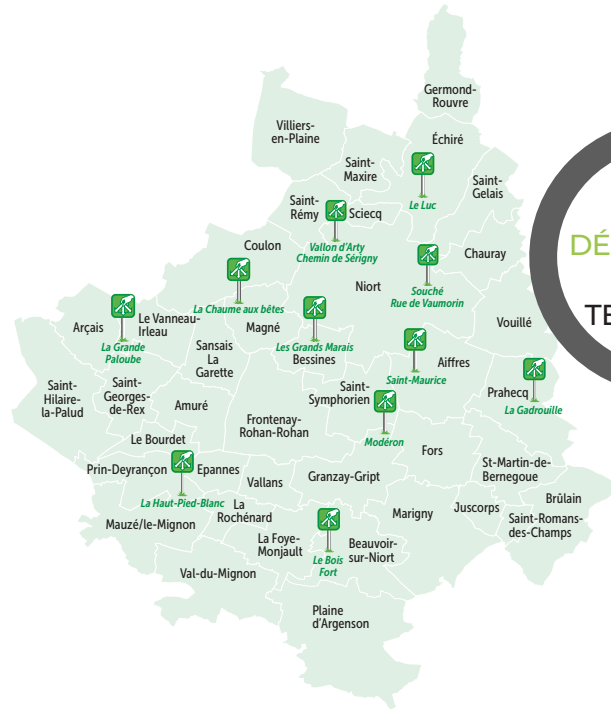 Germond-
Rouvre
Villiers-
en-Plaine
Échiré
Saint-
Maxire
Saint-
Gelais
Le Luc
Saint-
Rémy
Sciecq
Vallon d'Arty
Chemin de Sérigny
Coulon
Chauray
DÉ
Niort
Souché
Rue de Vaumorin
La Chaume aux bêtes
TE
Arçais
Le Vanneau-
Irleau
Magné
Vouillé
La Grande
Paloube
Sansais
La
Garette
Les Grands Marais
Bessines
Aiffres
Saint-Maurice
Saint-
Hilaire-
la-Palud
Saint-
Georges-
de-Rex
Amuré
Saint-
Symphorien
Prahecq
La Gadrouille
Frontenay-
Rohan-Rohan
Modéron
Le Bourdet
Fors
Prin-Deyrançon
Epannes
Vallans
Granzay-Gript
St-Martin-de-
Bernegoue
La Haut-Pied-Blanc
La
Rochénard
Mauzé/le-Mignon
Marigny
Juscorps
Brûlain
Saint-Romans-
des-Champs
La Foye-
Monjault
Le Bois
Fort
Beauvoir-
sur-Niort
Val-du-Mignon
Plaine
d'Argenson